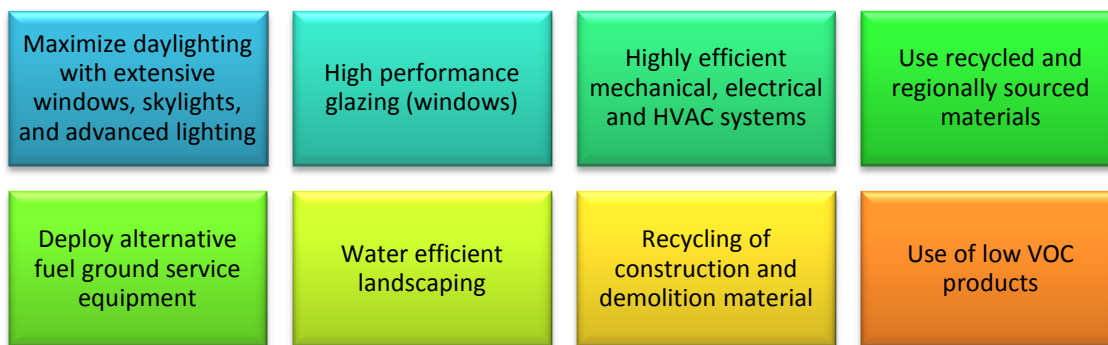 Maximize daylighting
with extensive
windows, skylights,
and advanced lighting
High performance
glazing (windows)
Highly efficient
mechanical, electrical
and HVAC systems
Use recycled and
regionally sourced
materials
Deploy alternative
fuel ground service
equipment
Water efficient
landscaping
Recycling of
construction and
demolition material
Use of low VOC
products